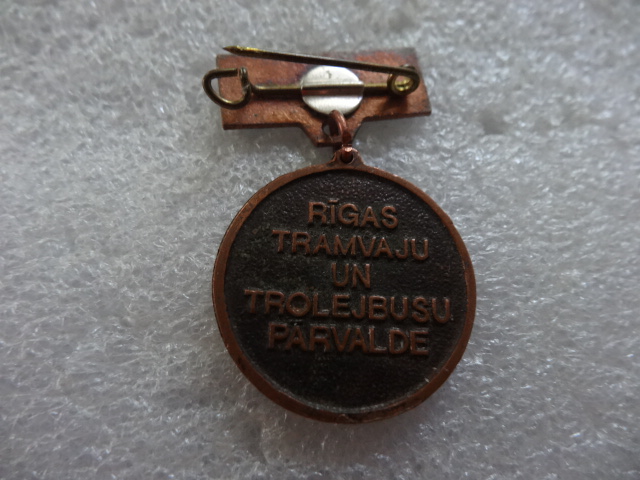 RĪGAS
TRAMVAJU
UN
TROLEJBUSU
PĀRVALDE